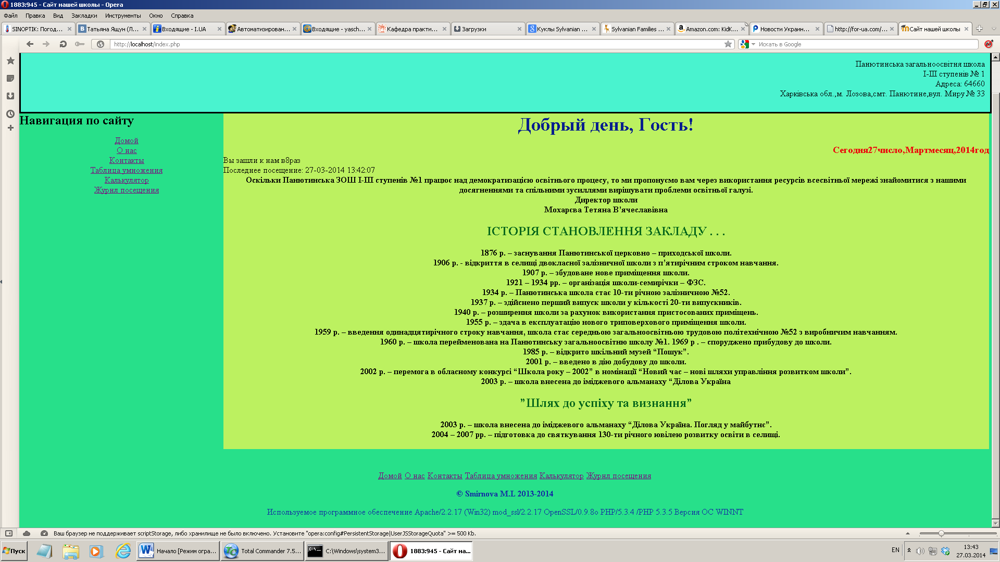 1883:945 - Сайт нашей школы - Opera
Файл Правка Вид Закладки Инструменты Окно Справка
SINOPTIK: Погод...
Татьяна Ящун (Л...
Входящие - I.UA
Автоматизирован...
Входящие - yasch...
Кафедра практи...
Загрузки
Куклы Sylvanian ...
Sylvanian Families ...
Amazon.com: KidK...
Новости Украин...
http://for-ua.com/...
Сайт нашей школы
http://localhost/index.php
Искать в Google
Панютинська загальноосвітня школа
І-ІІІ ступенів № 1
Адреса: 64660
Харківська обл.,м. Лозова,смт. Панютине,вул. Миру № 33
Навигация по сайту
Домой
О нас
Контакты
Таблица умножения
Калькулятор
Журнл посещения
Добрый день, Гость!
Сегодня27число,Мартмесяц,2014год
Вы зашли к нам в8раз
Последнее посещение: 27-03-2014 13:42:07
Оскільки Панютинська ЗОШ І-ІІІ ступенів №1 працює над демократизацією освітнього процесу, то ми пропонуємо вам через використання ресурсів всесвітньої мережі знайомитися з нашими
досягненнями та спільними зусиллями вирішувати проблеми освітньої галузі.
Директор школи
Мохарєва Тетяна В’ячеславівна
ІСТОРІЯ СТАНОВЛЕННЯ ЗАКЛАДУ . . .
1876 р. – заснування Панютинської церковно – приходської школи.
1906 р. - відкриття в селищі двокласної залізничної школи з п’ятирічним строком навчання.
1907 р. – збудоване нове приміщення школи.
1921 – 1934 рр. – організація школи-семирічки – ФЗС.
1934 р. – Панютинська школа стає 10-ти річною залізничною №52.
1937 р. – здійснено перший випуск школи у кількості 20-ти випускників.
1940 р. – розширення школи за рахунок використання пристосованих приміщень.
1955 р. – здача в експлуатацію нового триповерхового приміщення школи.
1959 р. – введення одинадцятирічного строку навчання, школа стає середньою загальноосвітньою трудовою політехнічною №52 з виробничим навчанням.
1960 р. – школа перейменована на Панютинську загальноосвітню школу №1. 1969 р . – споруджено прибудову до школи.
1985 р. – відкрито шкільний музей “Пошук”.
2001 р. – введено в дію добудову до школи.
2002 р. – перемога в обласному конкурсі “Школа року – 2002” в номінації “Новий час – нові шляхи управління розвитком школи”.
2003 р. – школа внесена до іміджевого альманаху “Ділова Україна
”Шлях до успіху та визнання”
2003 р. – школа внесена до іміджевого альманаху “Ділова Україна. Погляд у майбутнє”.
2004 – 2007 рр. – підготовка до святкування 130-ти річного ювілею розвитку освіти в селищі.
Домой О нас Контакты Таблица умножения Калькулятор Журнл посещения
© Smirnova M.L 2013-2014
Используемое программное обеспечение Apache/2.2.17 (Win32) mod_ssl/2.2.17 OpenSSL/0.9.8o PHP/5.3.4 /PHP 5.3.5 Версия ОС WINNT
Ваш браузер не поддерживает scriptStorage, либо хранилище не было включено. Установите "opera:config#PersistentStorage|UserJSStorageQuota" >= 500 Kb.
Пуск
Начало [Режим огра...
Total Commander 7.5...
C:\Windows\system3...
1883:945 - Сайт на...
EN
13:43
27.03.2014